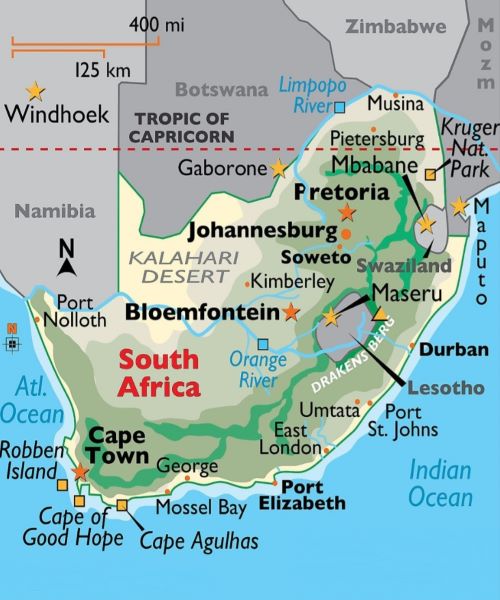 400 mi
125 km
Zimbabwe
Mozm
Windhoek
Botswana
Limpopo
River
Musina
TROPIC OF
CAPRICORN
Pietersburg
Kruger
Nat.
Park
Gaborone
Mbabane
Pretoria
Maputo
Namibia
Johannesburg
Soweto
Swaziland
N
KALAHARI
DESERT
Kimberley
Maseru
Port
Nolloth
Bloemfontein
N
South
Africa
Orange
River
DRAKENS BERG
Durban
Lesotho
Atl.
Ocean
Umtata
Port
St. Johns
Cape
Town
East
London
Robben
Island
George
Indian
Ocean
Port
Elizabeth
Mossel Bay
Cape of
Good Hope
Cape Agulhas